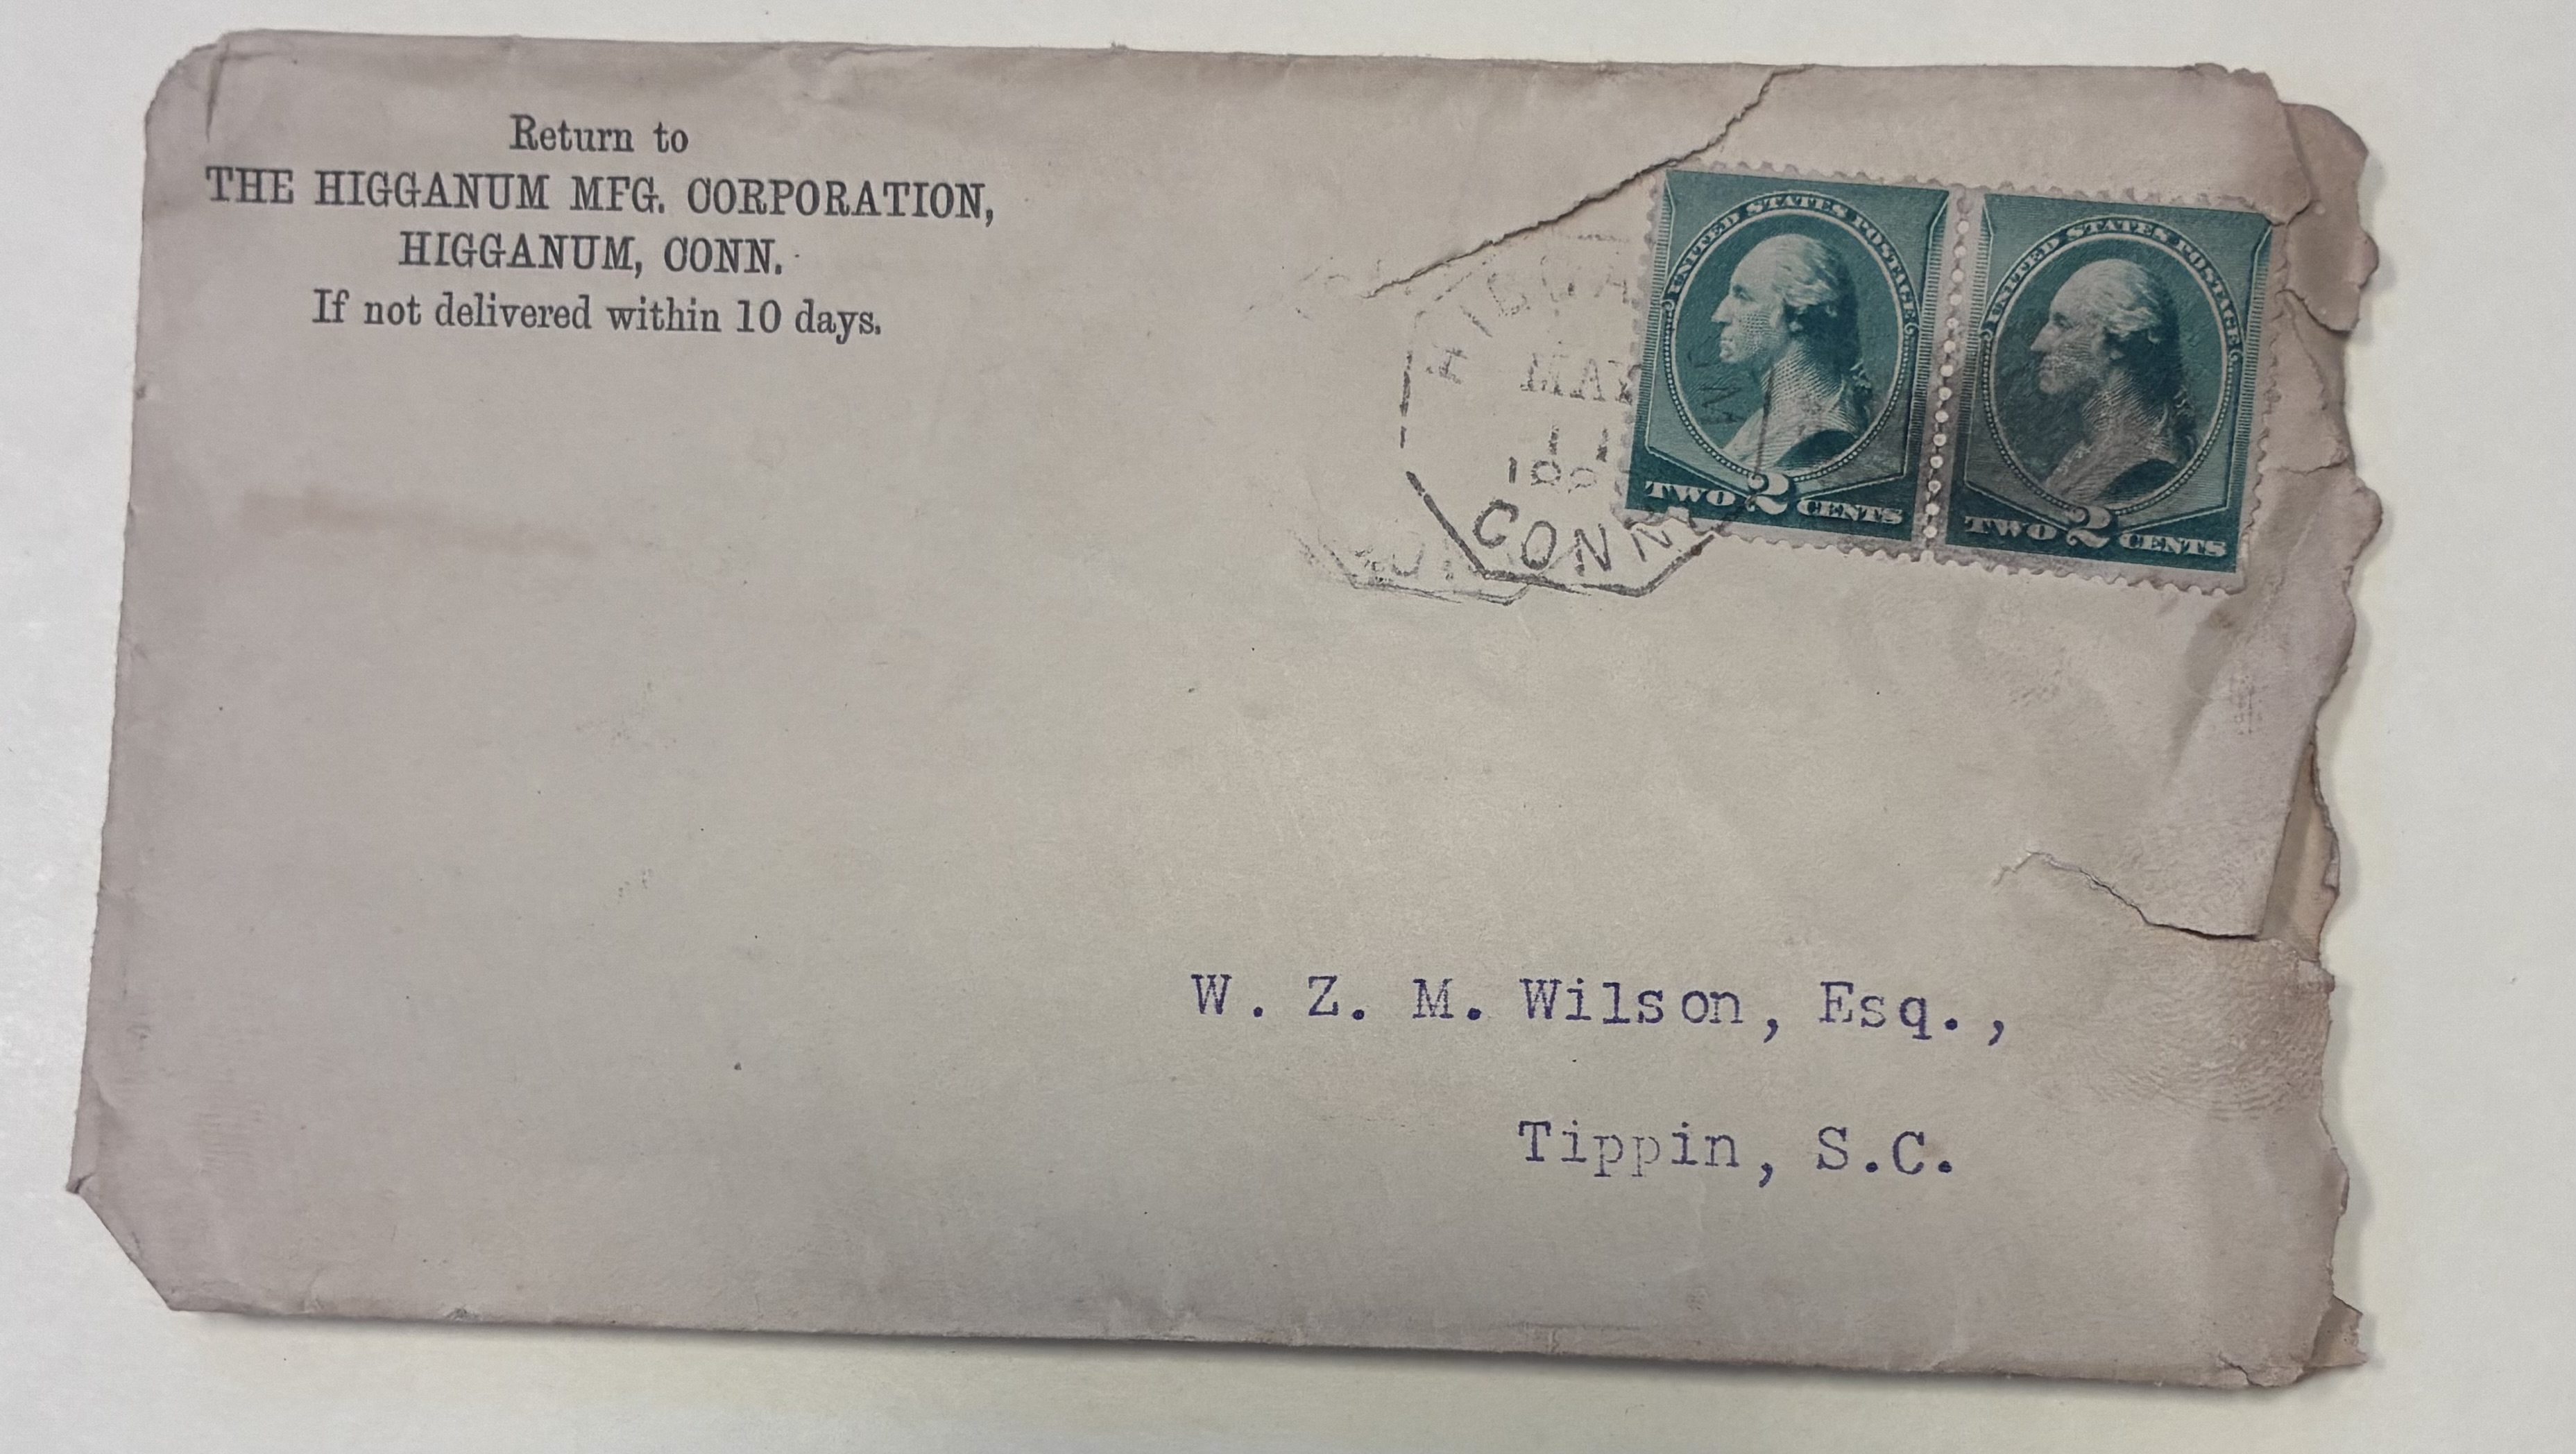 Return to
THE HIGGANUM MFG. CORPORATION,
HIGGANUM, CONN.
If not delivered within 10 days.
MAY
CONN
UNITED STATES POSTAGE
TWO 2 CENTS
UNITED STATES POSTAGE
TWO 2 CENTS
W. Z. M. Wilson, Esq.,
Tippin, S.C.